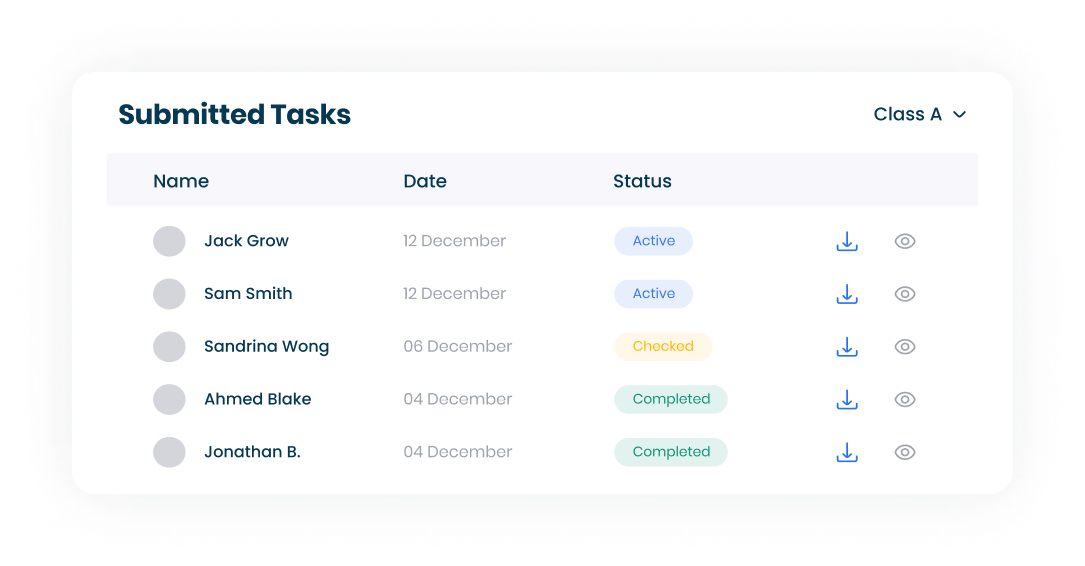 Submitted Tasks Class A
Name Date Status
Jack Grow 12 December Active
Sam Smith 12 December Active
Sandrina Wong 06 December Checked
Ahmed Blake 04 December Completed
Jonathan B. 04 December Completed